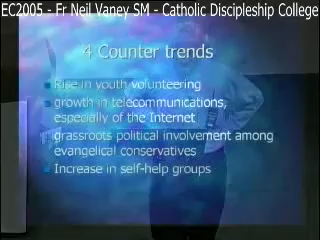 EC2005 - Fr Neil Vaney SM - Catholic Discipleship College
4 Counter trends
Rise in youth volunteering
growth in telecommunications,
especially of the Internet
grassroots political involvement among
evangelical conservatives
Increase in self-help groups